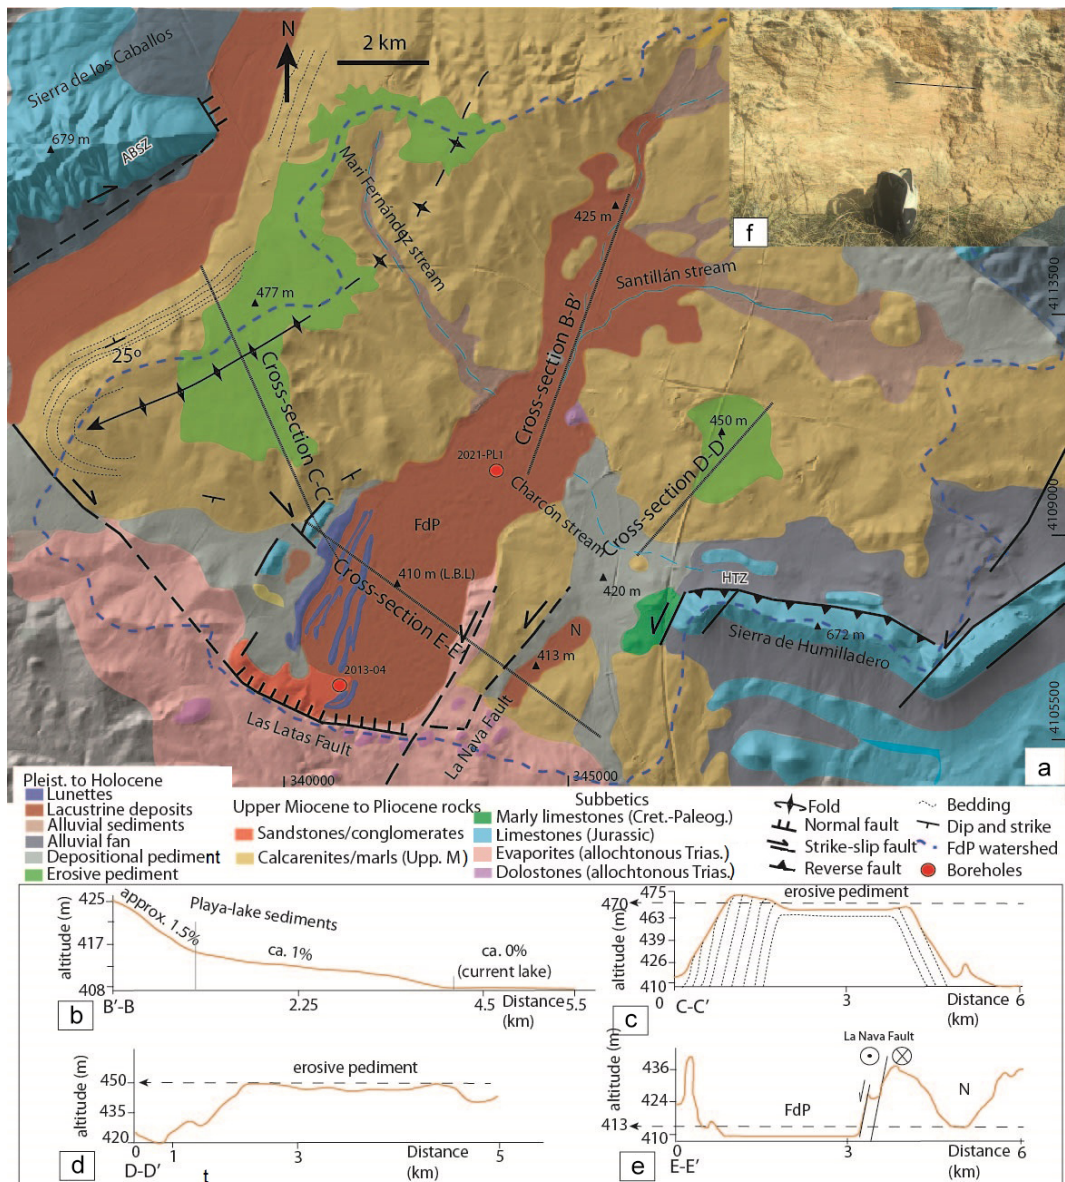 Sierra de los Caballos
N
2 km
679 m
ABSZ
Mari Fernández stream
425 m
f
Santillán stream
4113500
477 m
Cross-section B-B'
25º
Cross-section C-C'
450 m
2021-PL1
Cross-section D-D'
Charcón stream
4109000
FdP
410 m (L.B.L)
Cross-section E-E'
420 m
HTZ
N
672 m
Sierra de Humilladero
413 m
2013-04
Las Latas Fault
La Nava Fault
4105500
340000
345000
a
Pleist. to Holocene
Lunettes
Lacustrine deposits
Alluvial sediments
Alluvial fan
Depositional pediment
Erosive pediment
Upper Miocene to Pliocene rocks
Sandstones/conglomerates
Calcarenites/marls (Upp. M)
Subbetics
Marly limestones (Cret.-Paleog.)
Limestones (Jurassic)
Evaporites (allochtonous Trias.)
Dolostones (allochtonous Trias.)
Fold
Normal fault
Strike-slip fault
Reverse fault
Bedding
Dip and strike
FdP watershed
Boreholes
altitude (m)
425
417
408
approx. 1.5%
Playa-lake sediments
ca. 1%
ca. 0%
(current lake)
2.25
4.5
Distance
5.5
(km)
b
B'-B
altitude (m)
475
470
463
439
426
410
erosive pediment
0
3
Distance
6
(km)
c
C-C'
altitude (m)
450
435
420
erosive pediment
0
1
3
Distance
5
(km)
d
D-D'
t
altitude (m)
436
424
413
410
La Nava Fault
FdP
N
0
3
Distance
6
(km)
e
E-E'